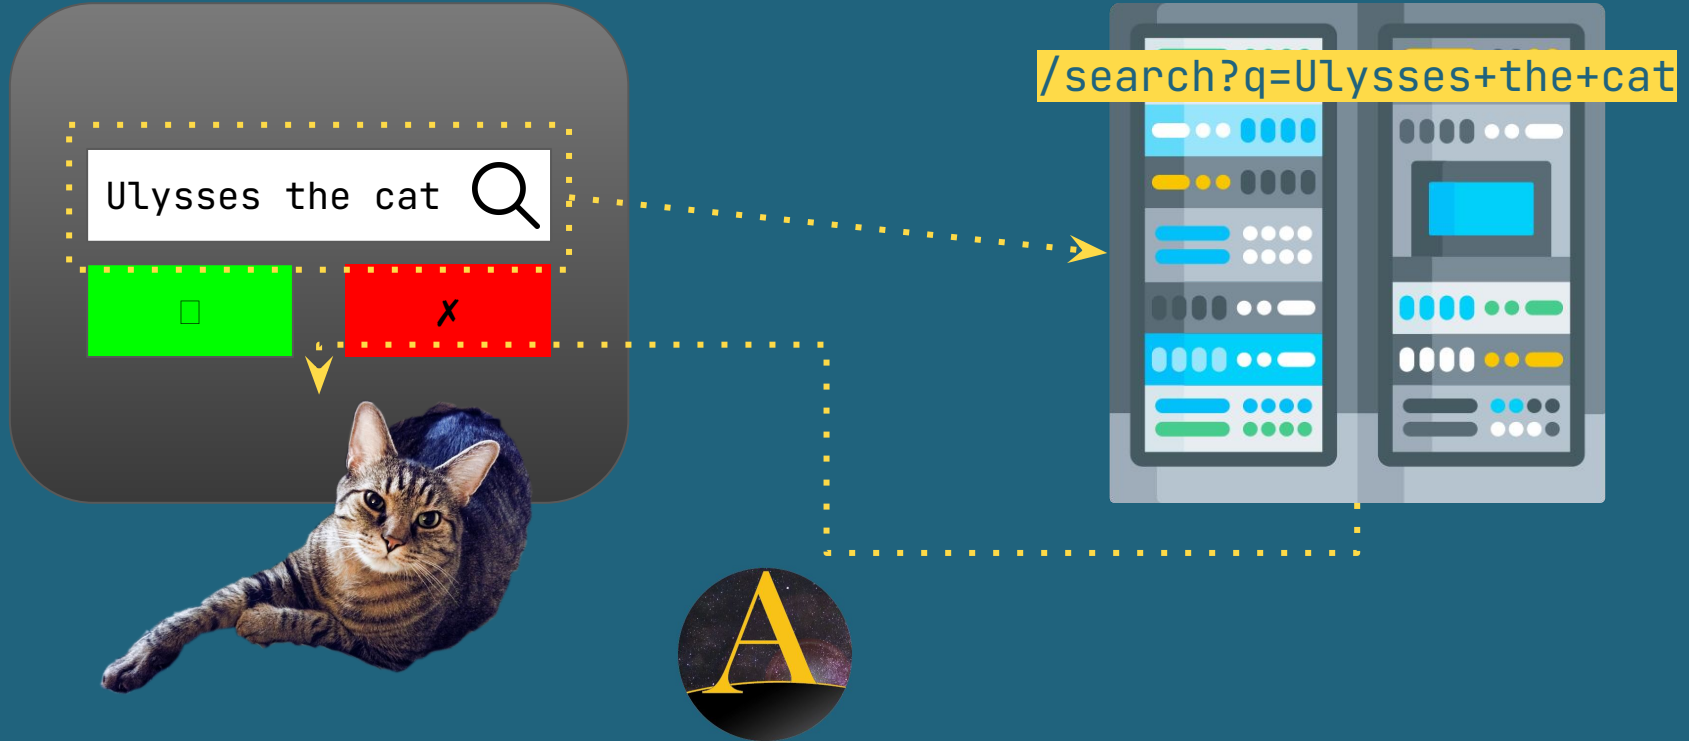 /search?q=Ulysses+the+cat
Ulysses the cat
✗
A